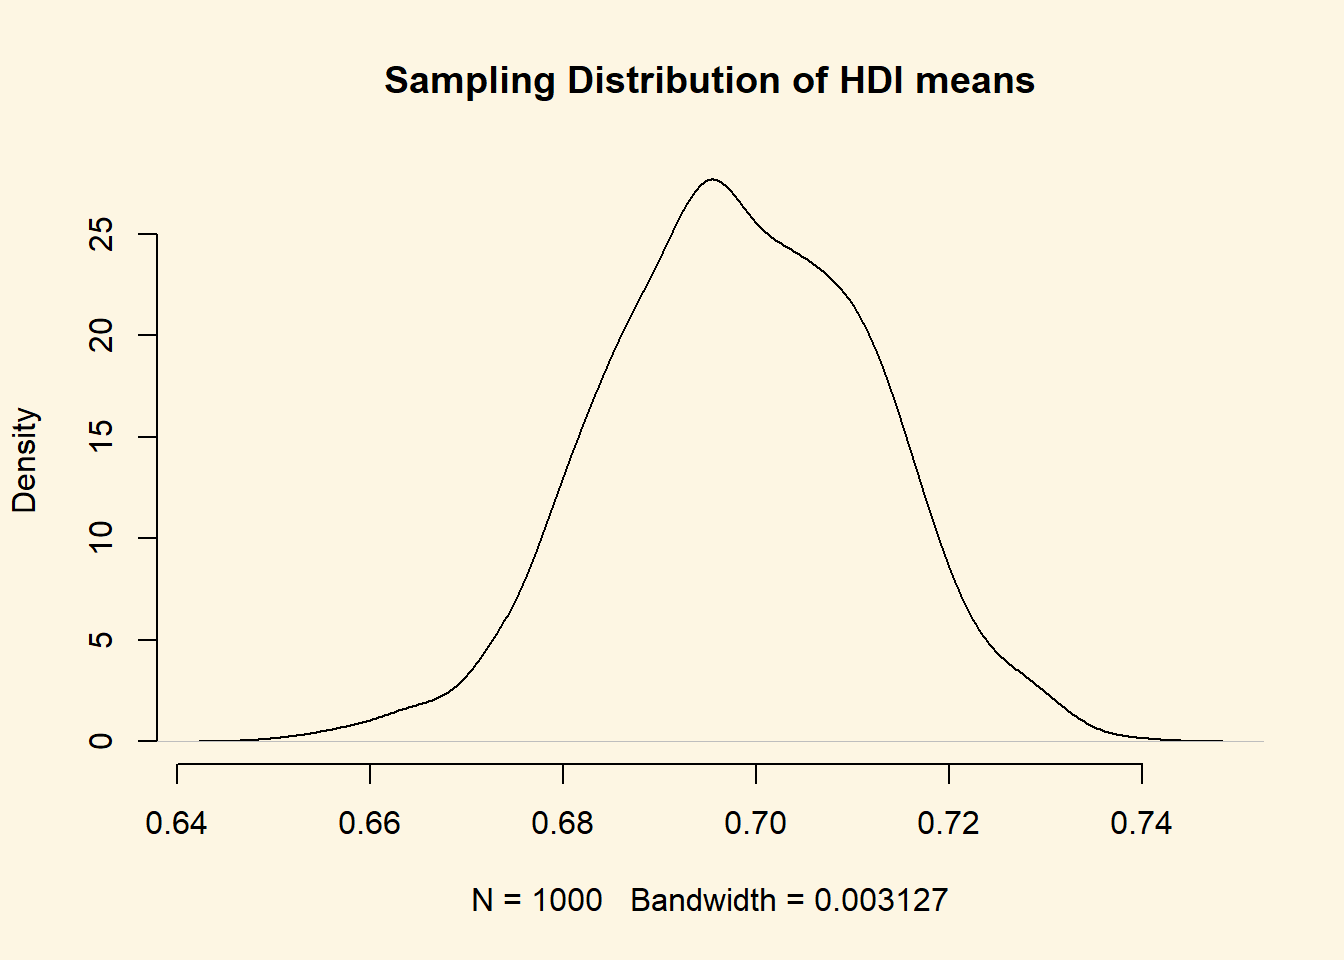 Sampling Distribution of HDI means
Density
25
20
15
10
5
0
0.64 0.66 0.68 0.70 0.72 0.74
N = 1000 Bandwidth = 0.003127